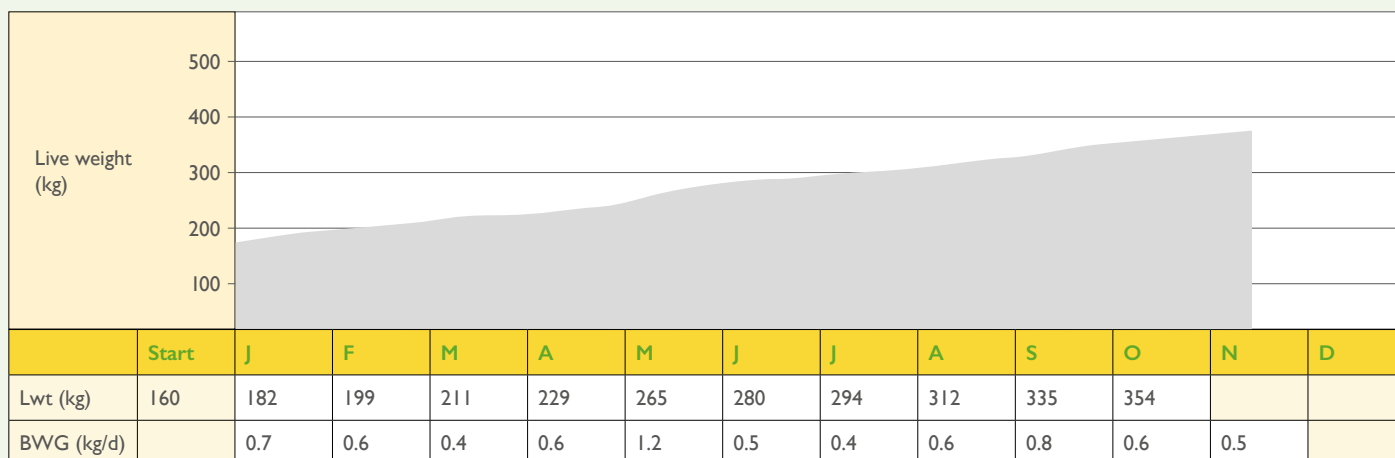 500
400
Live weight
(kg)
300
200
100
Start J F M A M J J A S O N D
Lwt (kg) 160 182 199 211 229 265 280 294 312 335 354
BWG (kg/d) 0.7 0.6 0.4 0.6 1.2 0.5 0.4 0.6 0.8 0.6 0.5